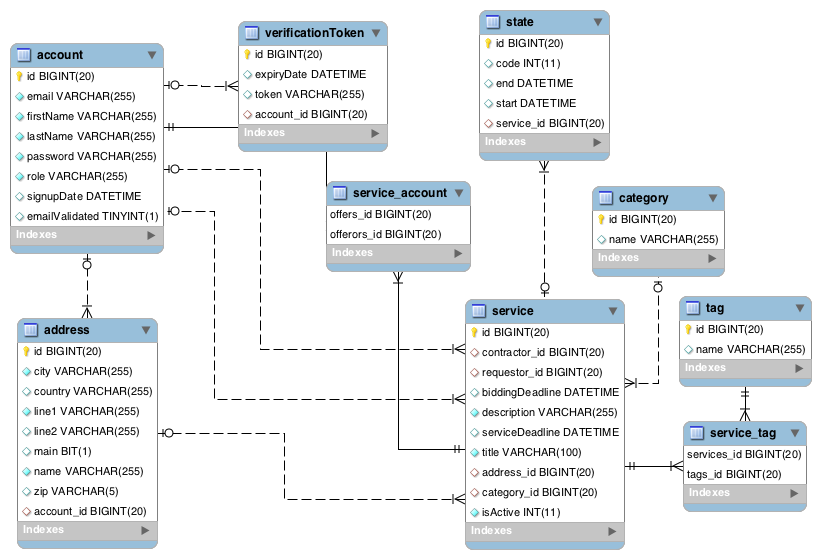 account
id BIGINT(20)
email VARCHAR(255)
firstName VARCHAR(255)
lastName VARCHAR(255)
password VARCHAR(255)
role VARCHAR(255)
signupDate DATETIME
emailValidated TINYINT(1)
Indexes
verificationToken
id BIGINT(20)
expiryDate DATETIME
token VARCHAR(255)
account_id BIGINT(20)
Indexes
state
id BIGINT(20)
code INT(11)
end DATETIME
start DATETIME
service_id BIGINT(20)
Indexes
service_account
offers_id BIGINT(20)
offerors_id BIGINT(20)
Indexes
category
id BIGINT(20)
name VARCHAR(255)
Indexes
address
id BIGINT(20)
city VARCHAR(255)
country VARCHAR(255)
line1 VARCHAR(255)
line2 VARCHAR(255)
main BIT(1)
name VARCHAR(255)
zip VARCHAR(5)
account_id BIGINT(20)
Indexes
service
id BIGINT(20)
contractor_id BIGINT(20)
requestor_id BIGINT(20)
biddingDeadline DATETIME
description VARCHAR(255)
serviceDeadline DATETIME
title VARCHAR(100)
address_id BIGINT(20)
category_id BIGINT(20)
isActive INT(11)
Indexes
tag
id BIGINT(20)
name VARCHAR(255)
Indexes
service_tag
services_id BIGINT(20)
tags_id BIGINT(20)
Indexes